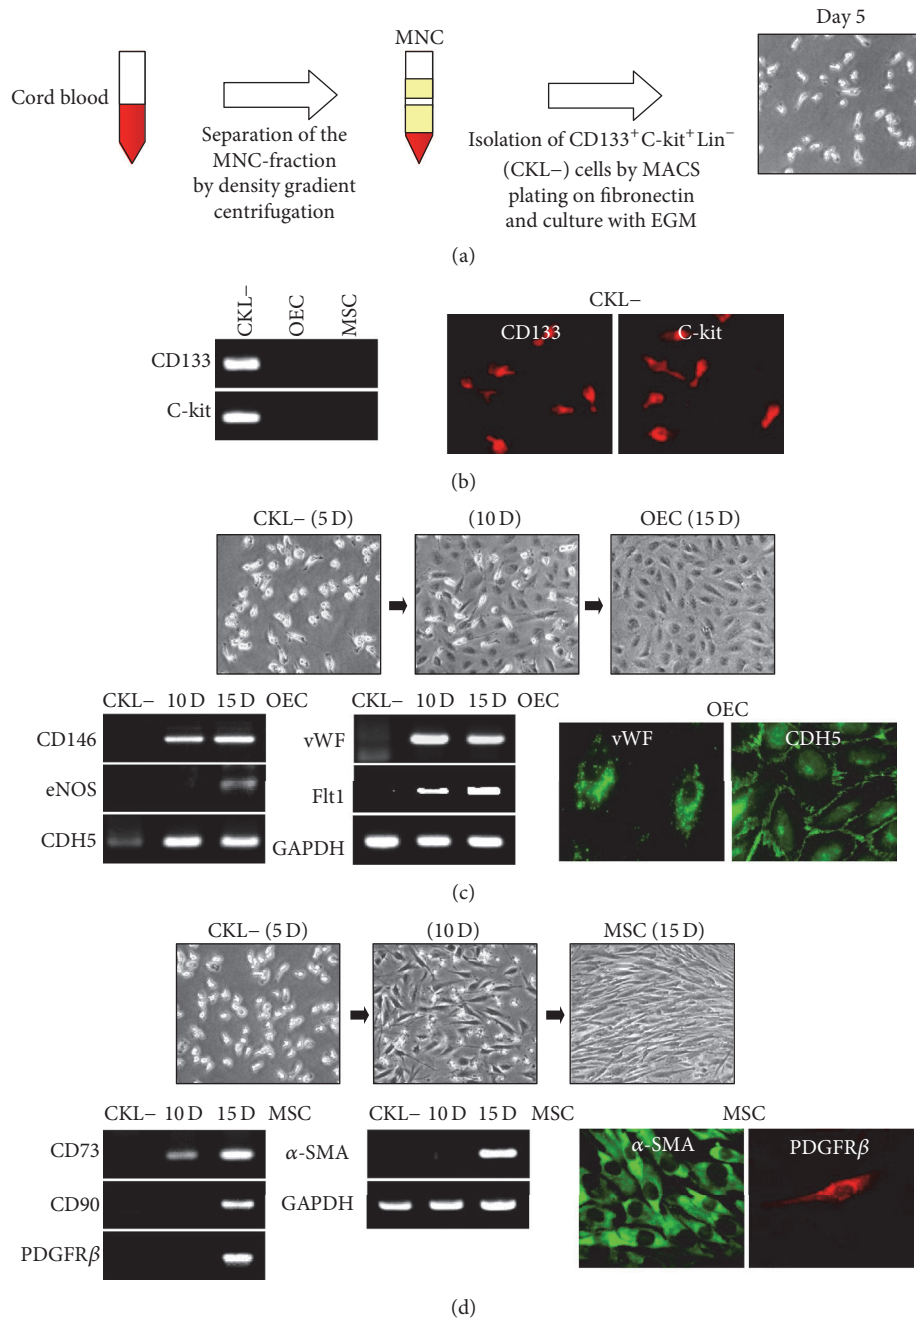 Day 5
MNC
Cord blood
Separation of the
MNC-fraction
by density gradient
centrifugation
Isolation of CD133⁺C-kit⁺Lin⁻
(CKL−) cells by MACS
plating on fibronectin
and culture with EGM
(a)
CKL−
OEC
MSC
CD133
C-kit
CKL−
CD133
C-kit
(b)
CKL− (5 D)
(10 D)
OEC (15 D)
CKL− 10 D 15 D OEC
CD146
eNOS
CDH5
CKL− 10 D 15 D OEC
vWF
Flt1
GAPDH
OEC
vWF
CDH5
(c)
CKL− (5 D)
(10 D)
MSC (15 D)
CKL− 10 D 15 D MSC
CD73
CD90
PDGFRβ
CKL− 10 D 15 D MSC
α-SMA
GAPDH
MSC
α-SMA
PDGFRβ
(d)